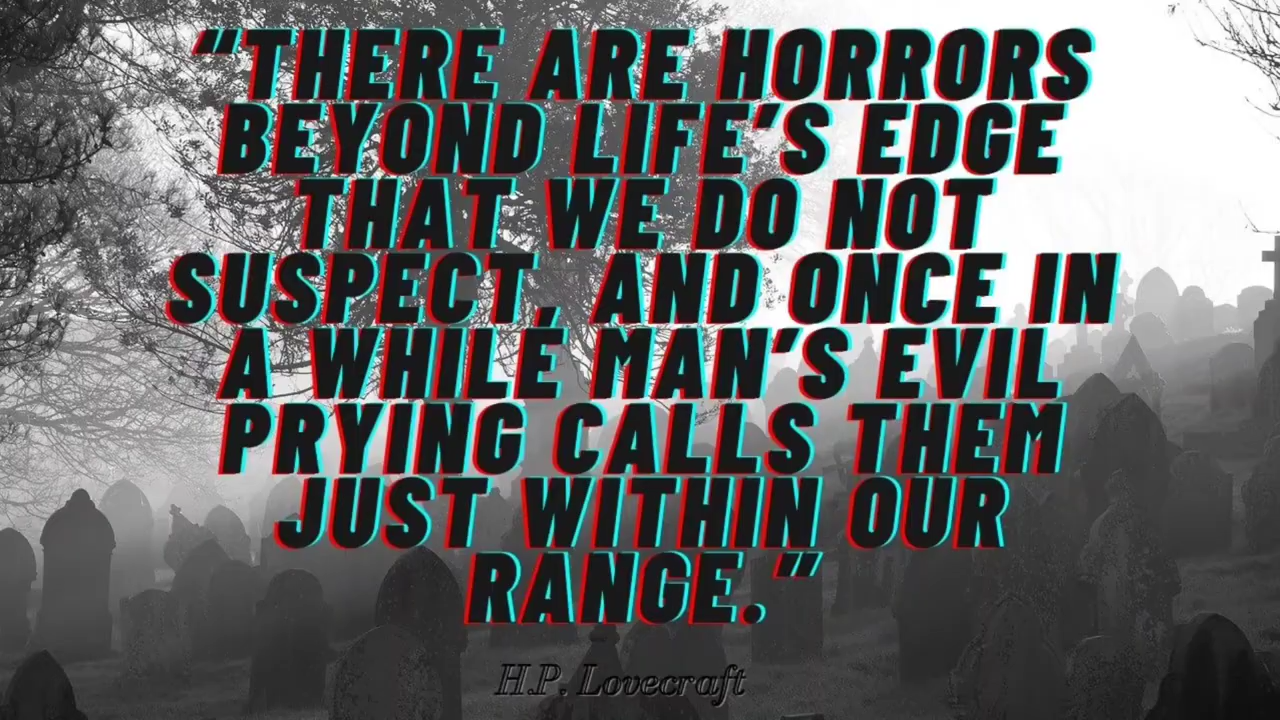 “THERE ARE HORRORS
BEYOND LIFE’S EDGE
THAT WE DO NOT
SUSPECT, AND ONCE IN
A WHILE MAN’S EVIL
PRYING CALLS THEM
JUST WITHIN OUR
RANGE.”
H.P. Lovecraft